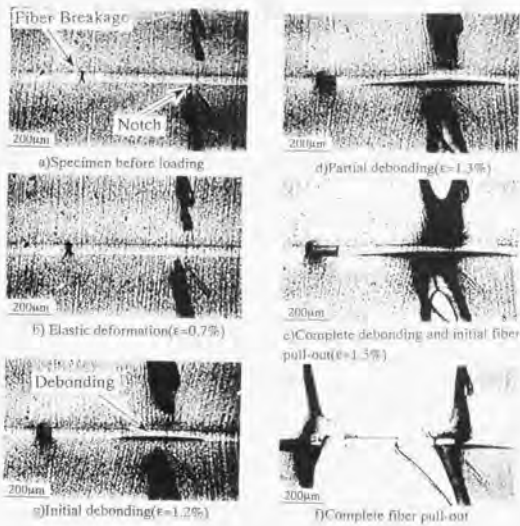 Fiber Breakage
Notch
200μm
a)Specimen before loading
200μm
b) Elastic deformation(ε=0.7%)
Debonding
200μm
c)Initial debonding(ε=1.2%)
200μm
d)Partial debonding(ε=1.3%)
200μm
e)Complete debonding and initial fiber
pull-out(ε=1.5%)
200μm
f)Complete fiber pull-out